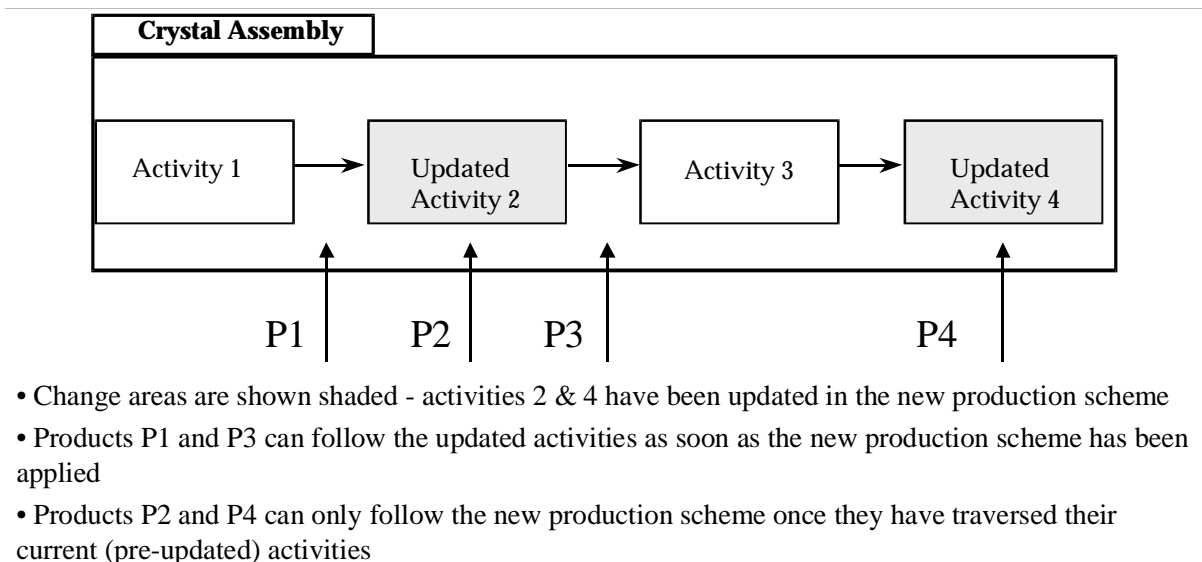 Crystal Assembly
Activity 1
Updated
Activity 2
Activity 3
Updated
Activity 4
P1
P2
P3
P4
• Change areas are shown shaded - activities 2 & 4 have been updated in the new production scheme
• Products P1 and P3 can follow the updated activities as soon as the new production scheme has been
applied
• Products P2 and P4 can only follow the new production scheme once they have traversed their
current (pre-updated) activities